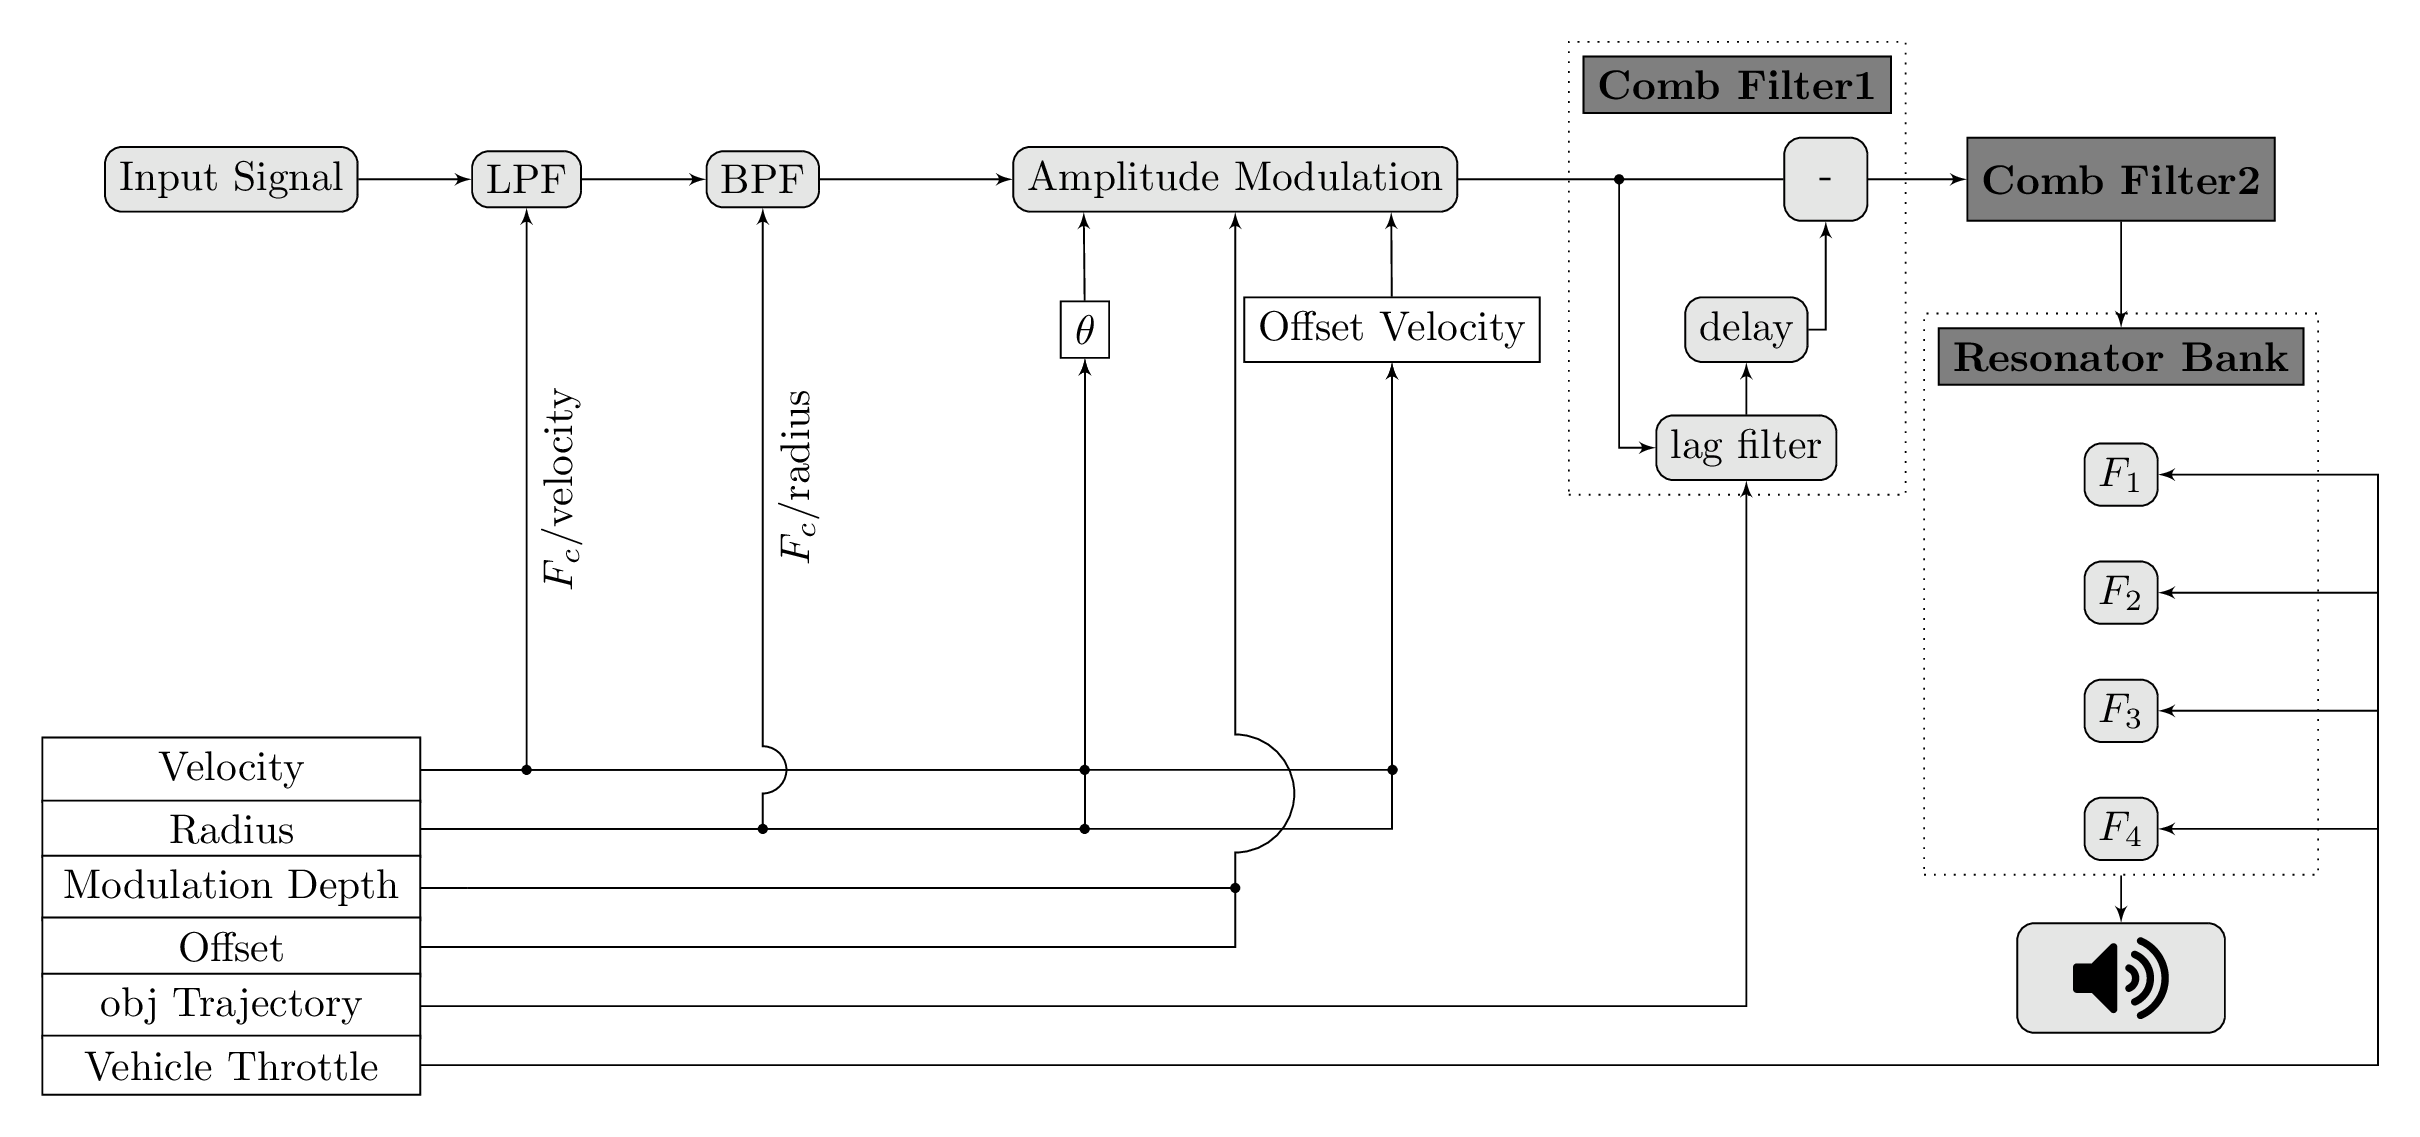 Comb Filter1
Input Signal
LPF
BPF
Amplitude Modulation
-
Comb Filter2
θ
Offset Velocity
delay
Resonator Bank
F_c/velocity
F_c/radius
lag filter
F_1
F_2
F_3
F_4
Velocity
Radius
Modulation Depth
Offset
obj Trajectory
Vehicle Throttle